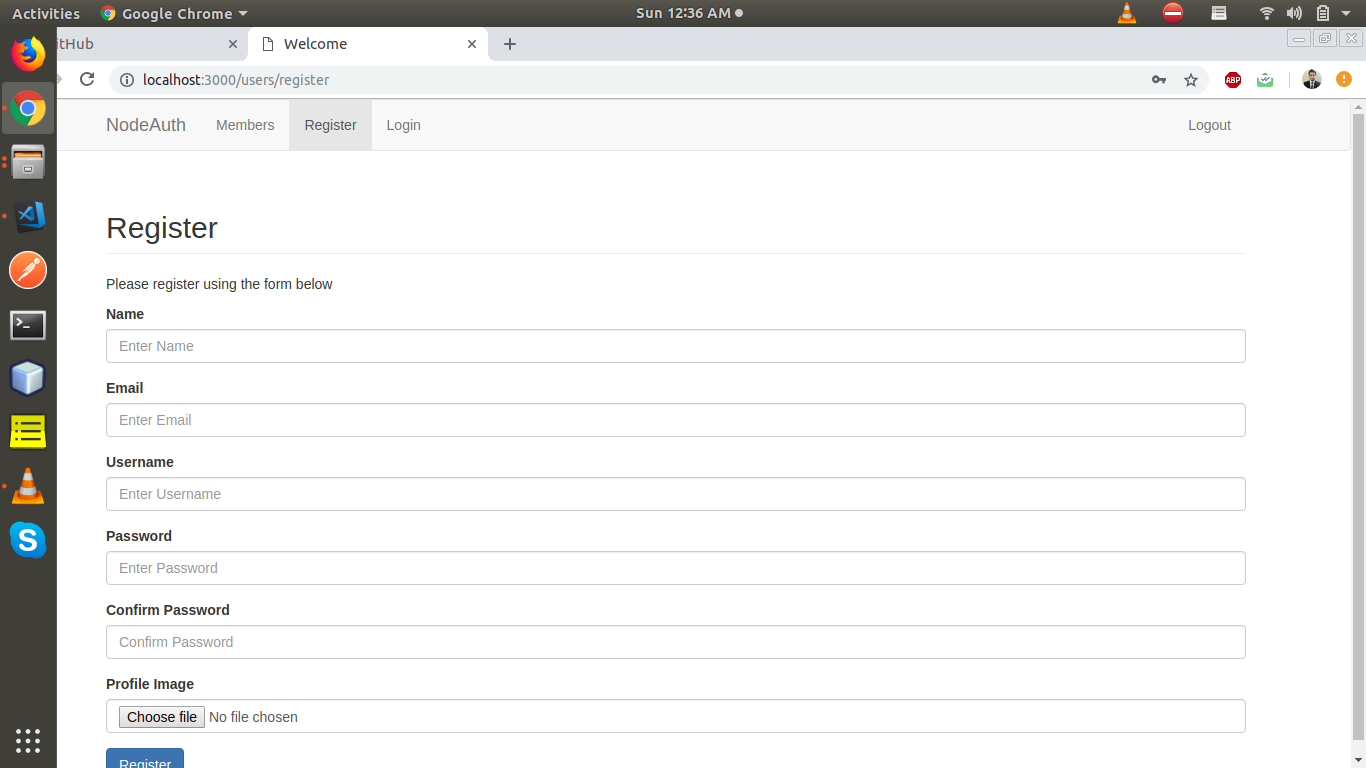 Activities Google Chrome Sun 12:36 AM
itHub Welcome
localhost:3000/users/register ABP
NodeAuth Members Register Login Logout
Register
Please register using the form below
Name
Enter Name
Email
Enter Email
Username
Enter Username
Password
Enter Password
Confirm Password
Confirm Password
Profile Image
Choose file No file chosen
Register